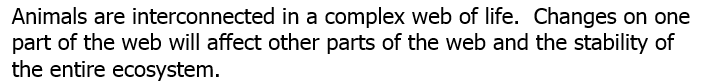 Animals are interconnected in a complex web of life.  Changes on one
part of the web will affect other parts of the web and the stability of
the entire ecosystem.